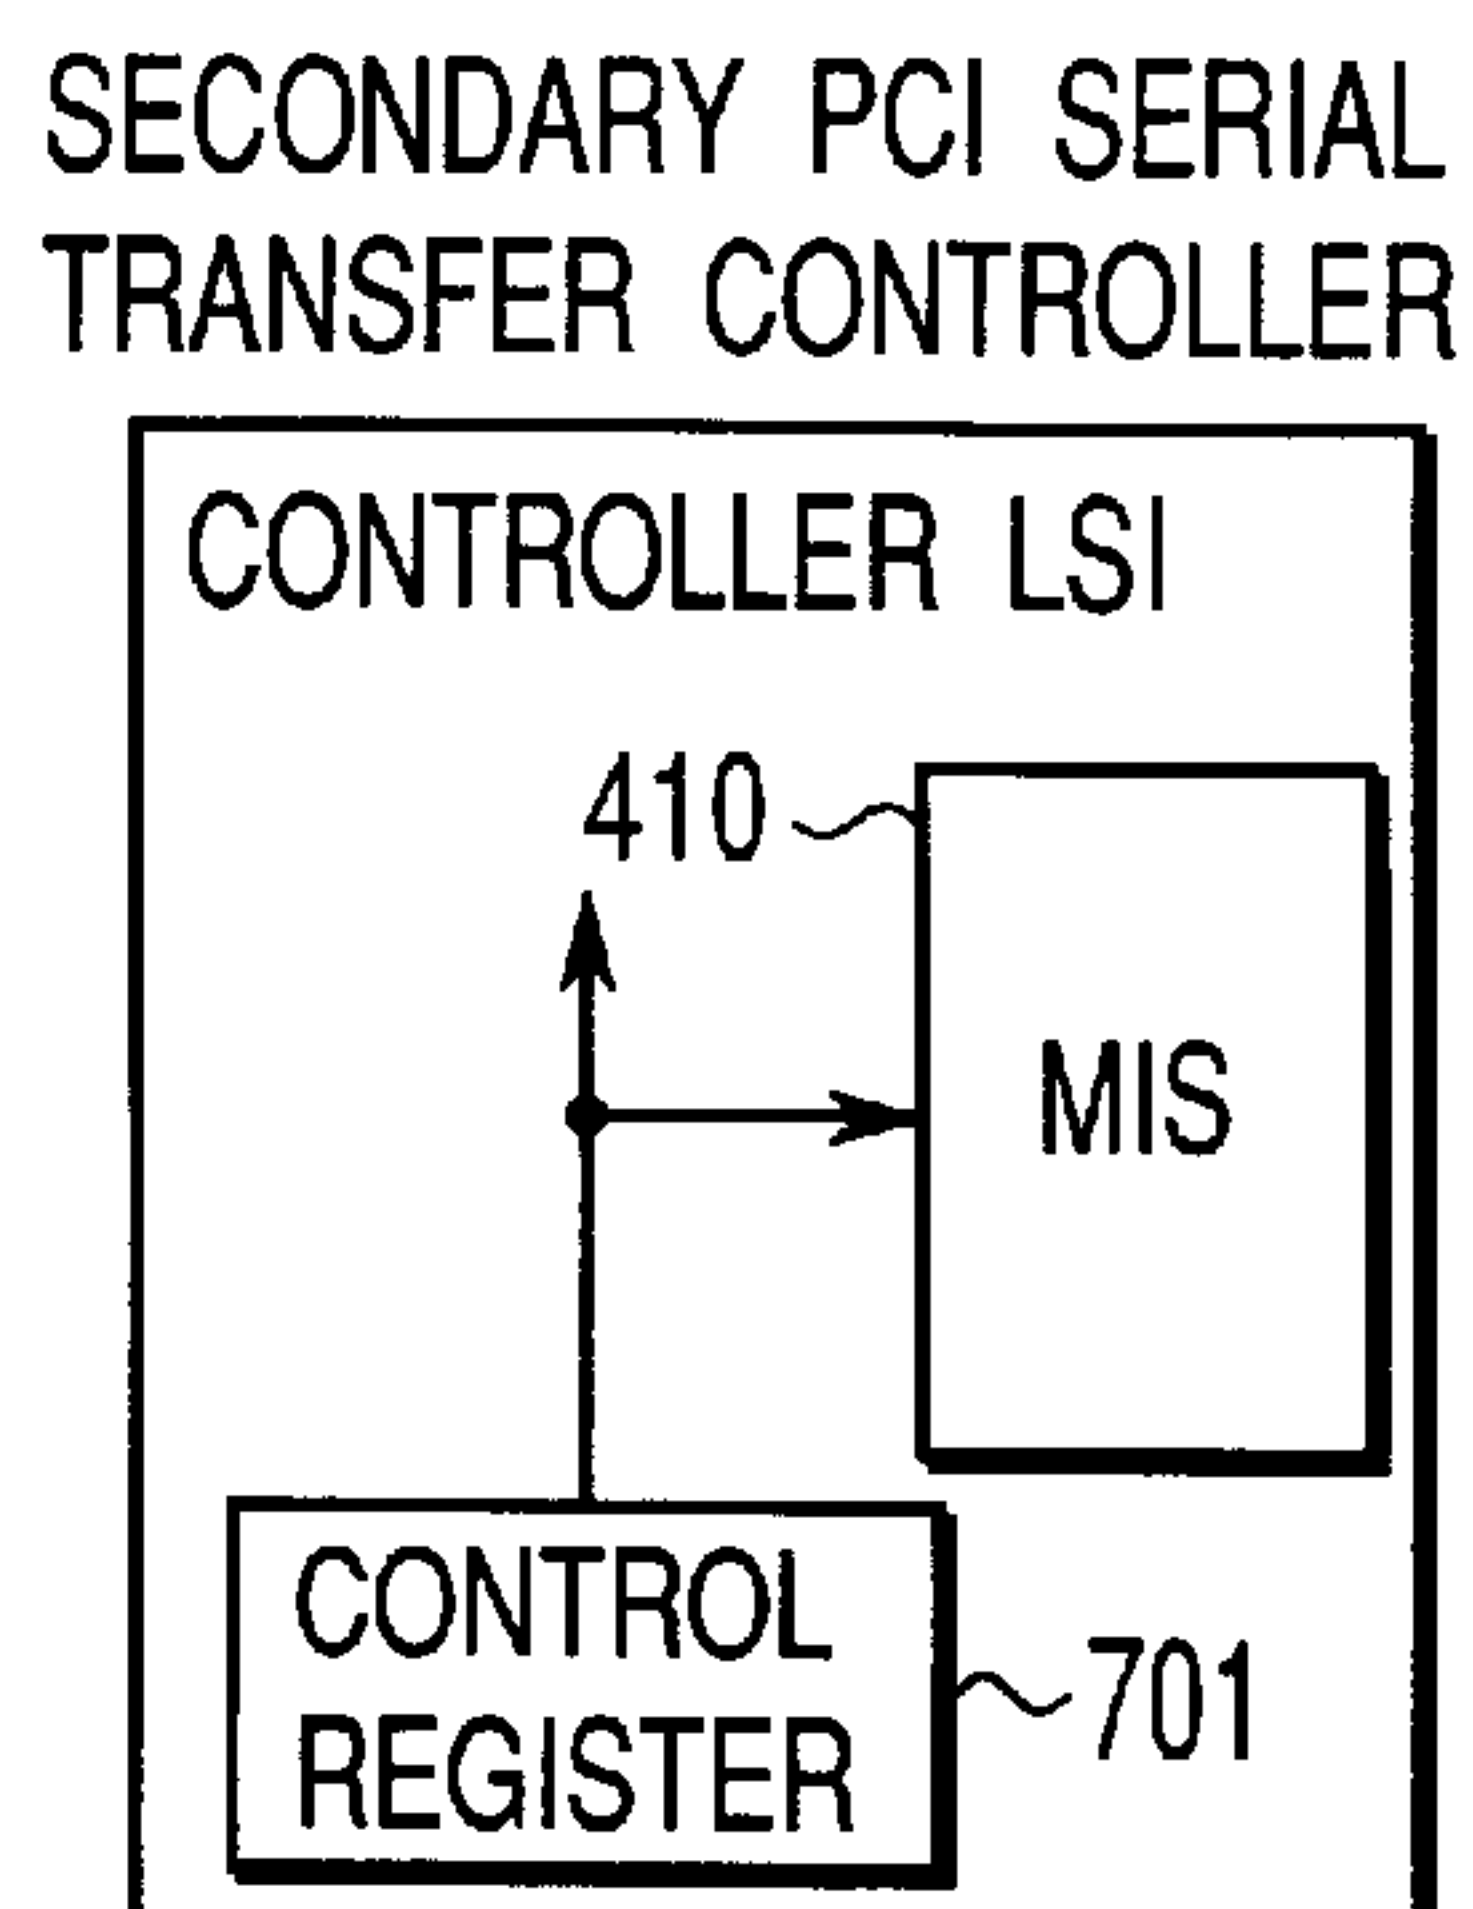 SECONDARY PCI SERIAL
TRANSFER CONTROLLER
CONTROLLER LSI
410
MIS
CONTROL
REGISTER
701